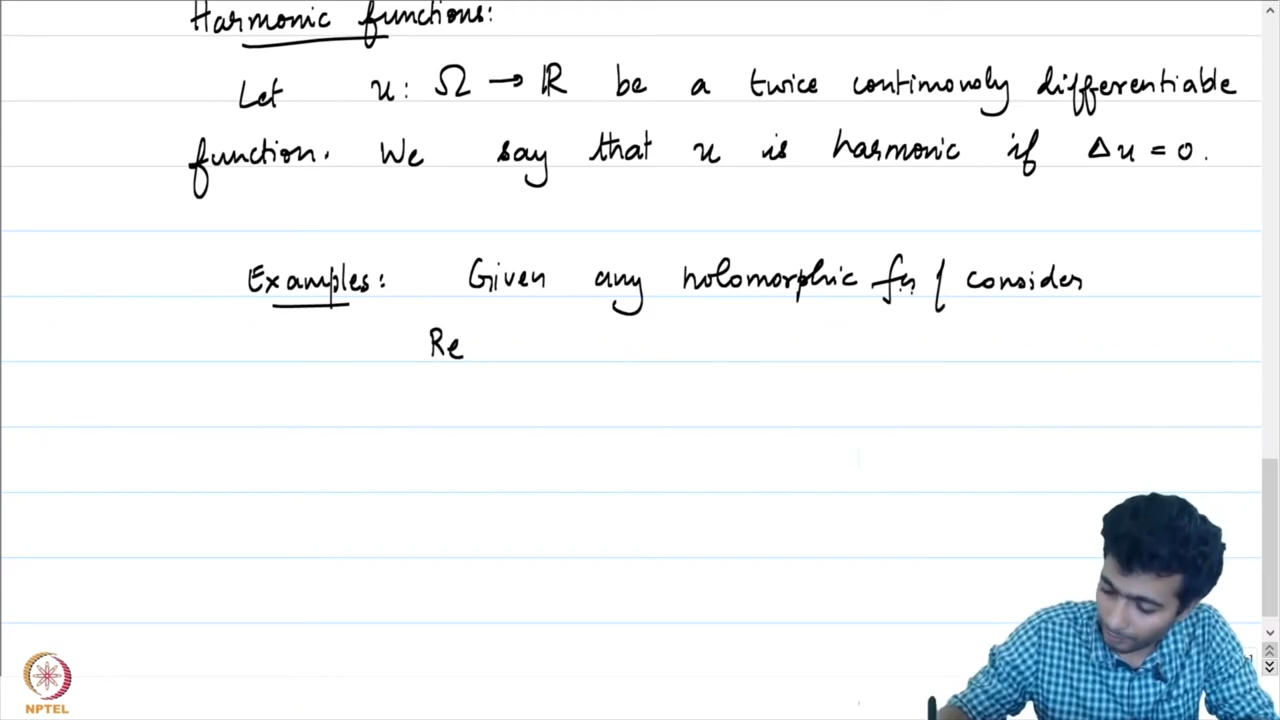 Harmonic functions:
Let u: Ω → ℝ be a twice continuously differentiable
function. We say that u is harmonic if Δu = 0.
Examples: Given any holomorphic fn f consider
Re
NPTEL